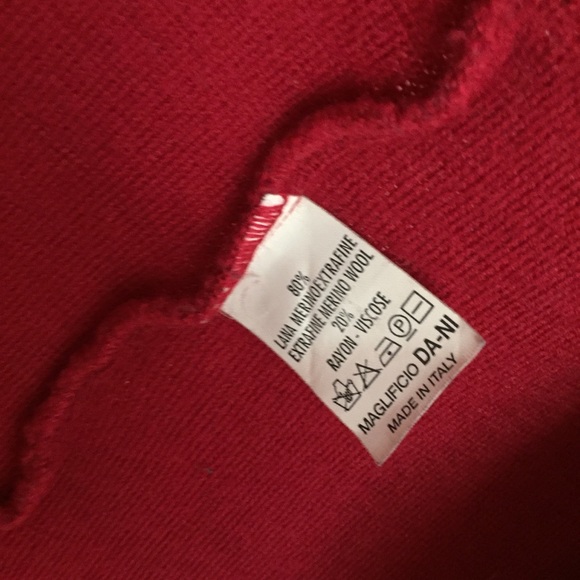 80%
LANA MERINOEXTRAFINE
EXTRAFINE MERINO WOOL
20%
RAYON - VISCOSE
P
MAGLIFICIO DA-NI
MADE IN ITALY